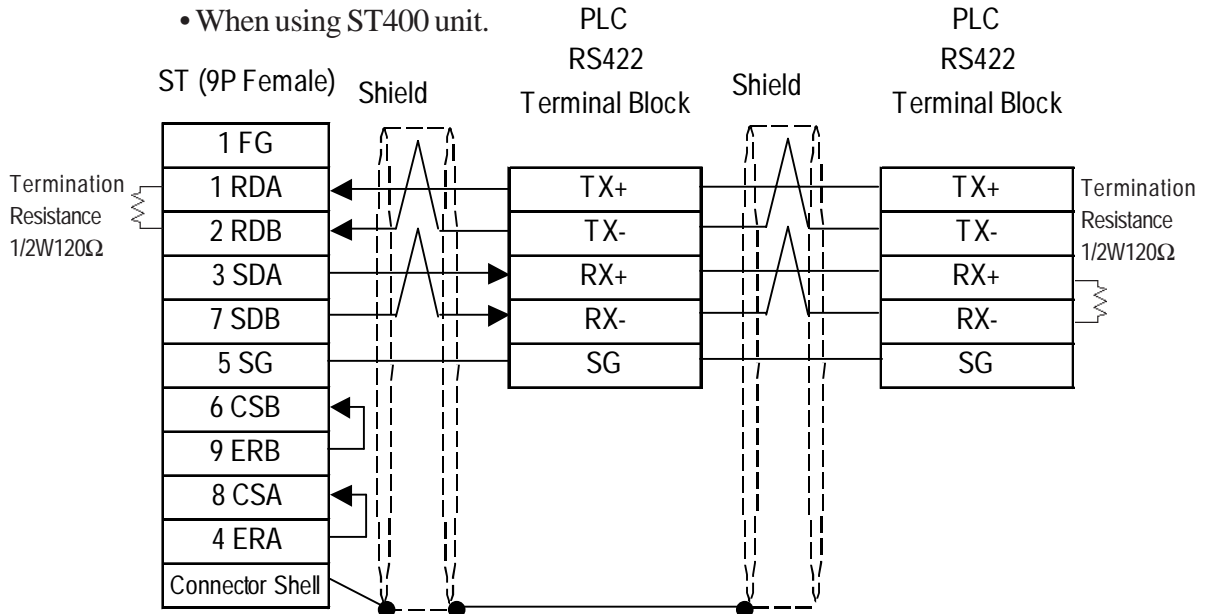 • When using ST400 unit.
PLC
RS422
Terminal Block
PLC
RS422
Terminal Block
ST (9P Female)
Shield
Shield
1 FG
1 RDA
2 RDB
3 SDA
7 SDB
5 SG
6 CSB
9 ERB
8 CSA
4 ERA
Connector Shell
Termination
Resistance
1/2W120Ω
TX+
TX-
RX+
RX-
SG
TX+
TX-
RX+
RX-
SG
Termination
Resistance
1/2W120Ω